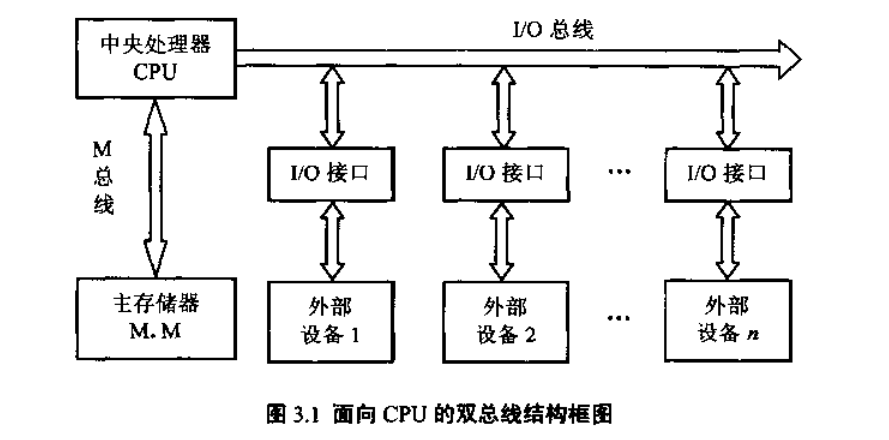 I/O 总线
中央处理器
CPU
M
总
线
I/O 接口
I/O 接口
···
I/O 接口
主存储器
M. M
外部
设备 1
外部
设备 2
···
外部
设备 n
图 3.1 面向 CPU 的双总线结构框图